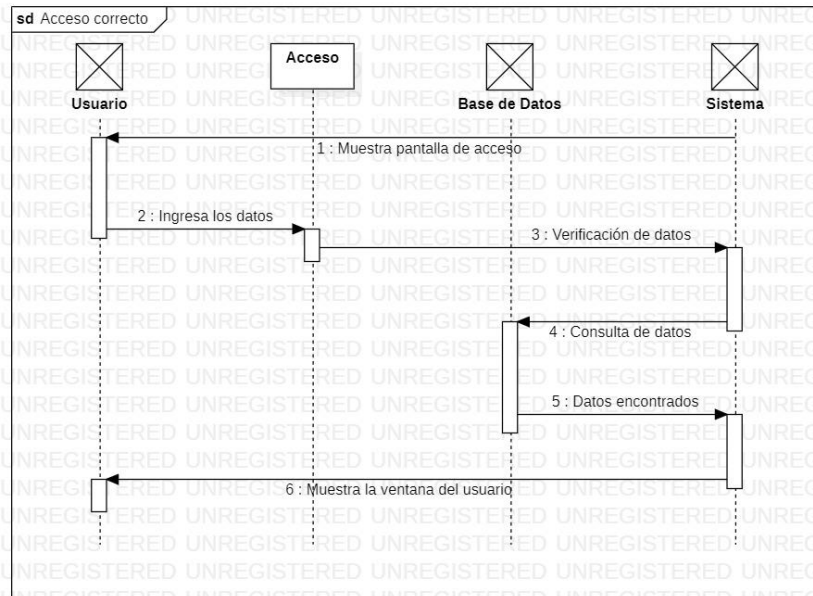 sd Acceso correcto
Acceso
Usuario
Base de Datos
Sistema
1 : Muestra pantalla de acceso
2 : Ingresa los datos
3 : Verificación de datos
4 : Consulta de datos
5 : Datos encontrados
6 : Muestra la ventana del usuario
UNREGISTERED